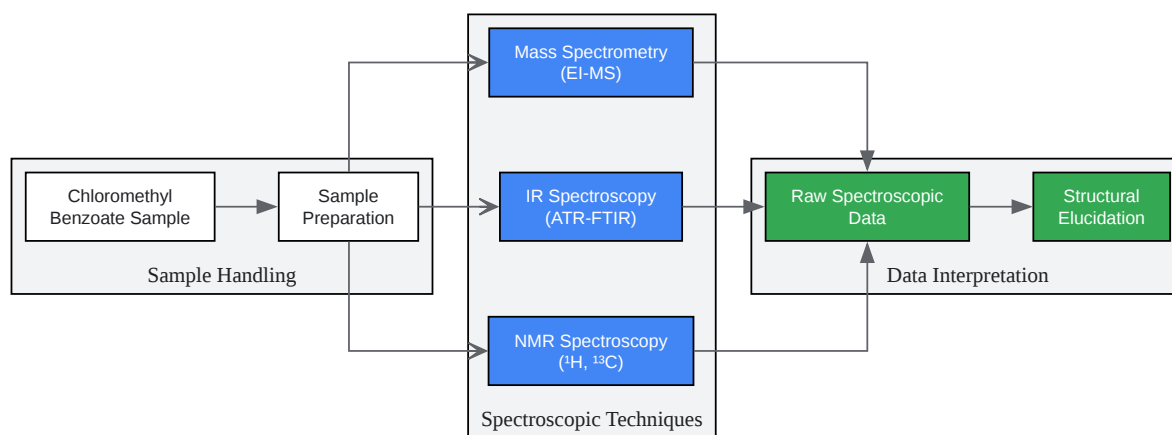 Mass Spectrometry
(EI-MS)
Chloromethyl
Benzoate Sample
Sample
Preparation
IR Spectroscopy
(ATR-FTIR)
Raw Spectroscopic
Data
Structural
Elucidation
Sample Handling
Data Interpretation
NMR Spectroscopy
(¹H, ¹³C)
Spectroscopic Techniques